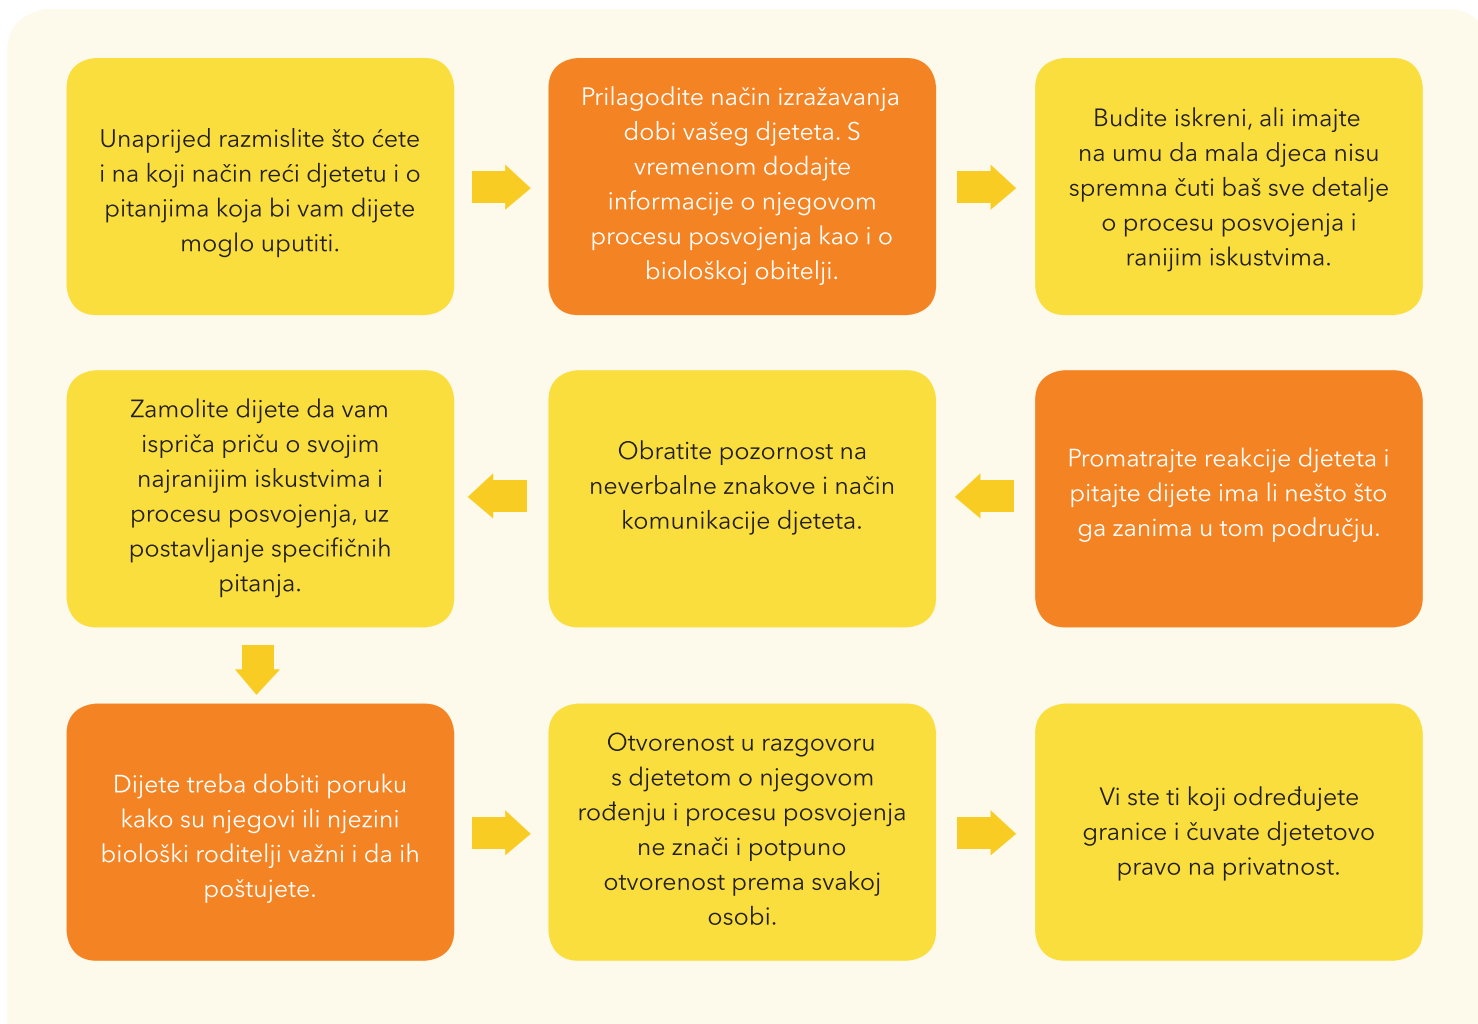 Unaprijed razmislite što ćete
i na koji način reći djetetu i o
pitanjima koja bi vam dijete
moglo uputiti.
Prilagodite način izražavanja
dobi vašeg djeteta. S
vremenom dodajte
informacije o njegovom
procesu posvojenja kao i o
biološkoj obitelji.
Budite iskreni, ali imajte
na umu da mala djeca nisu
spremna čuti baš sve detalje
o procesu posvojenja i
ranijim iskustvima.
Promatrajte reakcije djeteta i
pitajte dijete ima li nešto što
ga zanima u tom području.
Obratite pozornost na
neverbalne znakove i način
komunikacije djeteta.
Zamolite dijete da vam
ispriča priču o svojim
najranijim iskustvima i
procesu posvojenja, uz
postavljanje specifičnih
pitanja.
Dijete treba dobiti poruku
kako su njegovi ili njezini
biološki roditelji važni i da ih
poštujete.
Otvorenost u razgovoru
s djetetom o njegovom
rođenju i procesu posvojenja
ne znači i potpuno
otvorenost prema svakoj
osobi.
Vi ste ti koji određujete
granice i čuvate djetetovo
pravo na privatnost.